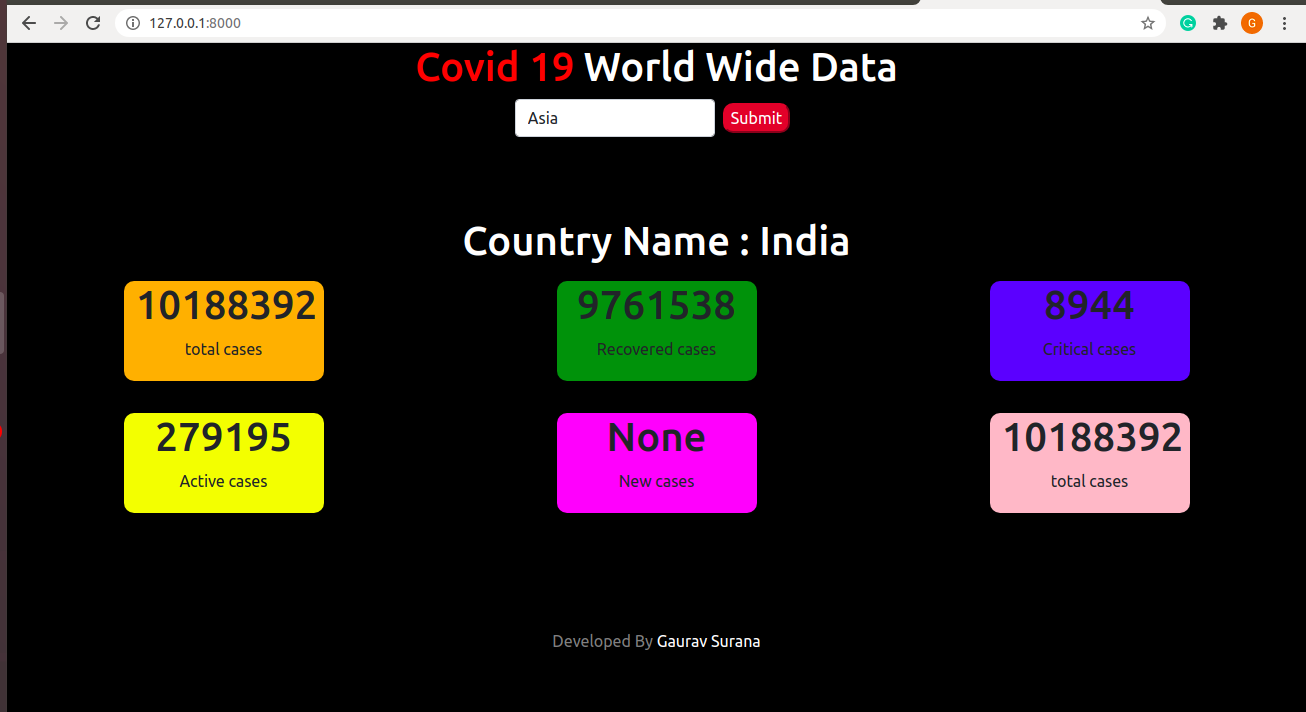 127.0.0.1:8000
G
Covid 19 World Wide Data
Asia Submit
Country Name : India
10188392 9761538 8944
total cases Recovered cases Critical cases
279195 None 10188392
Active cases New cases total cases
Developed By Gaurav Surana